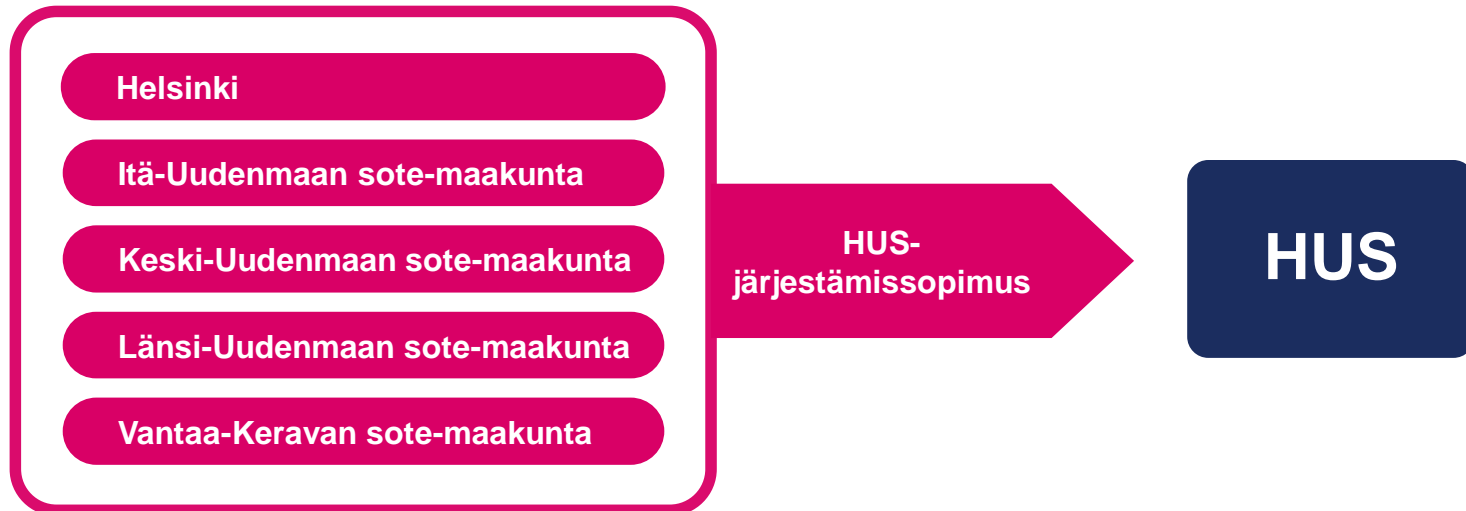 Helsinki
Itä-Uudenmaan sote-maakunta
Keski-Uudenmaan sote-maakunta
Länsi-Uudenmaan sote-maakunta
Vantaa-Keravan sote-maakunta
HUS-
järjestämissopimus
HUS